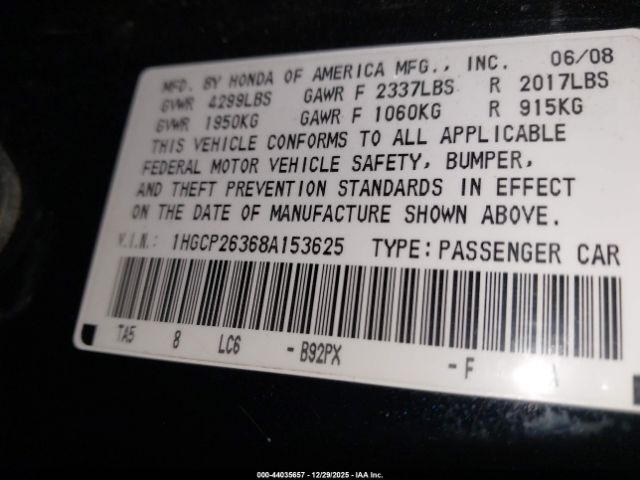 MFD. BY HONDA OF AMERICA MFG., INC. 06/08
GVWR 4299LBS GAWR F 2337LBS R 2017LBS
GVWR 1950KG GAWR F 1060KG R 915KG
THIS VEHICLE CONFORMS TO ALL APPLICABLE
FEDERAL MOTOR VEHICLE SAFETY, BUMPER,
AND THEFT PREVENTION STANDARDS IN EFFECT
ON THE DATE OF MANUFACTURE SHOWN ABOVE.
V.I.N.: 1HGCP26368A153625 TYPE: PASSENGER CAR
TA5 8 LC6 - B92PX - F A
000-44035657 - 12/29/2025 - IAA Inc.